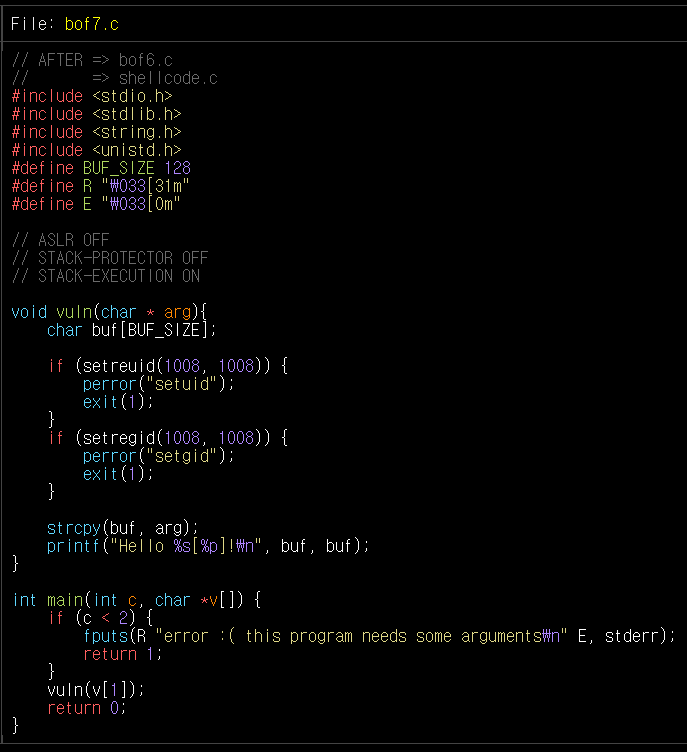 File: bof7.c
// AFTER => bof6.c
//       => shellcode.c
#include <stdio.h>
#include <stdlib.h>
#include <string.h>
#include <unistd.h>
#define BUF_SIZE 128
#define R "₩033[31m"
#define E "₩033[0m"
// ASLR OFF
// STACK-PROTECTOR OFF
// STACK-EXECUTION ON
void vuln(char * arg){
    char buf[BUF_SIZE];
    if (setreuid(1008, 1008)) {
        perror("setuid");
        exit(1);
    }
    if (setregid(1008, 1008)) {
        perror("setgid");
        exit(1);
    }
    strcpy(buf, arg);
    printf("Hello %s[%p]!₩n", buf, buf);
}
int main(int c, char *v[]) {
    if (c < 2) {
        fputs(R "error :( this program needs some arguments₩n" E, stderr);
        return 1;
    }
    vuln(v[1]);
    return 0;
}